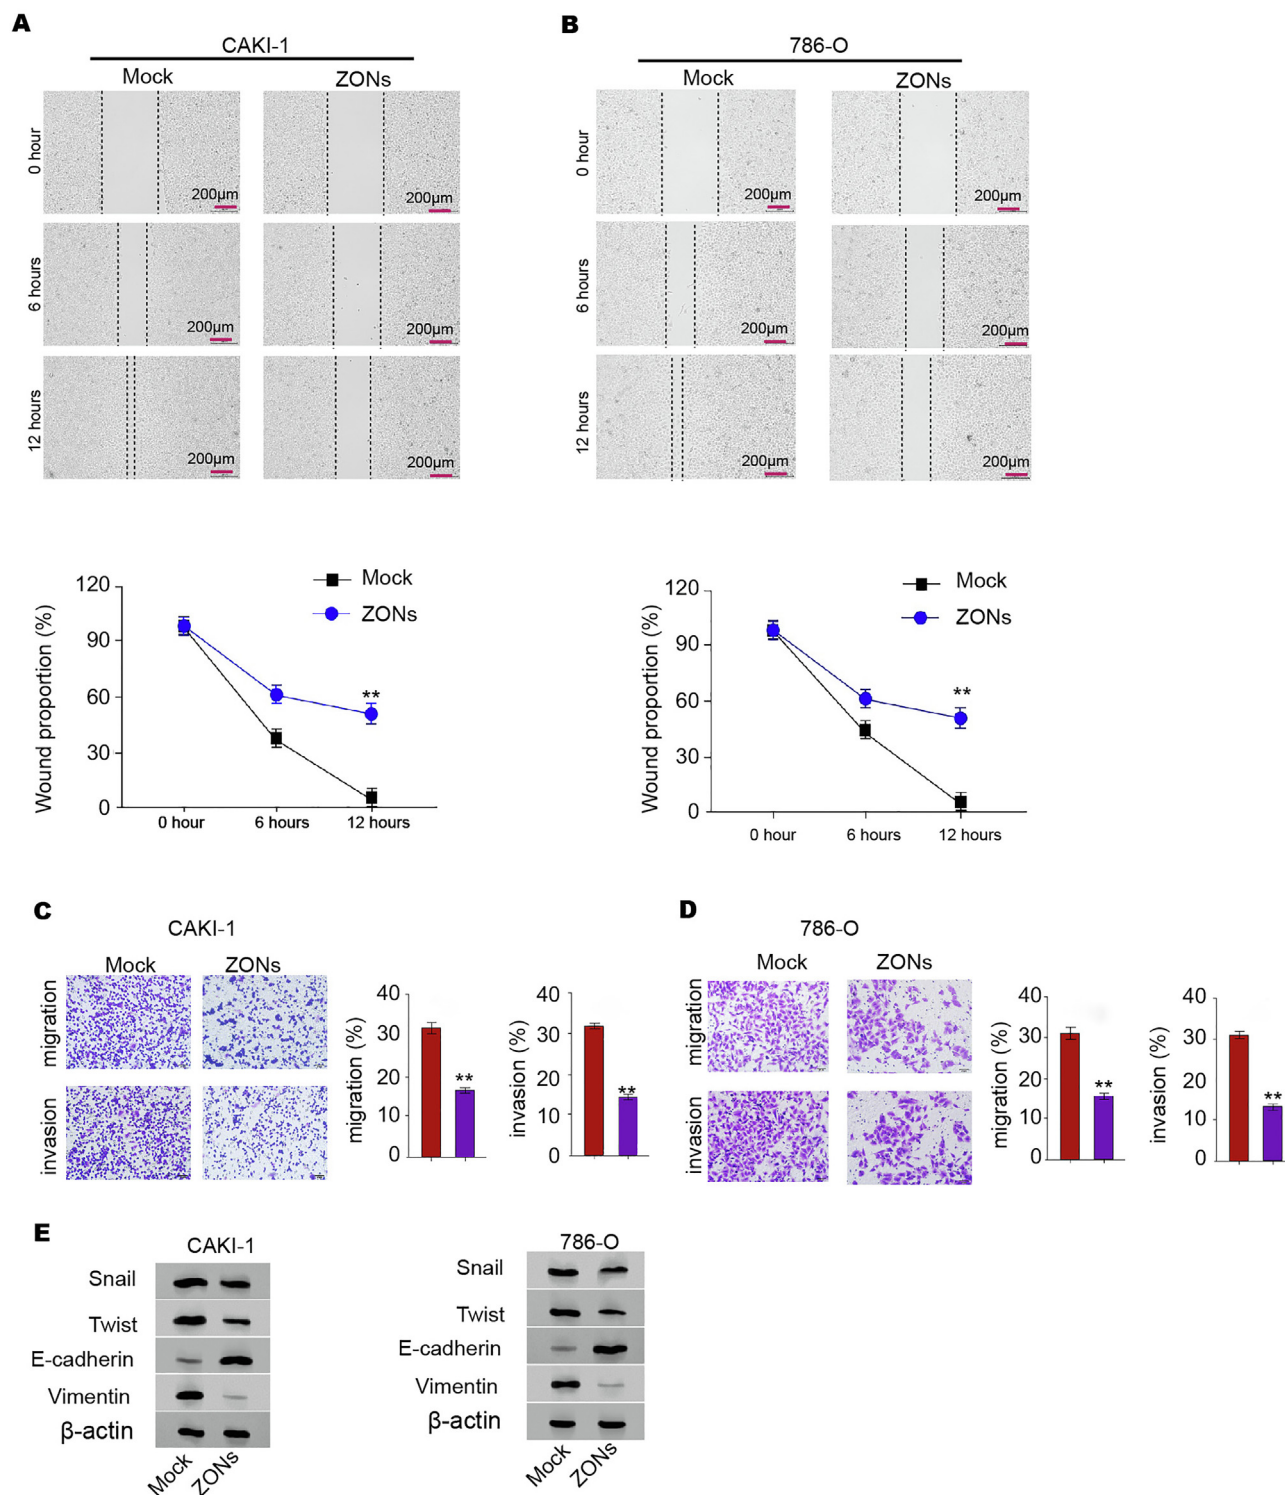 A
CAKI-1
Mock ZONs
0 hour
200µm 200µm
6 hours
200µm 200µm
12 hours
200µm 200µm
B
786-O
Mock ZONs
0 hour
200µm 200µm
6 hours
200µm 200µm
12 hours
200µm 200µm
Wound proportion (%)
120
90
60
30
0
Mock
ZONs
**
0 hour 6 hours 12 hours
Wound proportion (%)
120
90
60
30
0
Mock
ZONs
**
0 hour 6 hours 12 hours
C
CAKI-1
Mock ZONs
migration
invasion
migration (%)
40
30
20
10
0
**
invasion (%)
40
30
20
10
0
**
D
786-O
Mock ZONs
migration
invasion
migration (%)
40
30
20
10
0
**
invasion (%)
40
30
20
10
0
**
E
CAKI-1
Snail
Twist
E-cadherin
Vimentin
β-actin
Mock ZONs
786-O
Snail
Twist
E-cadherin
Vimentin
β-actin
Mock ZONs